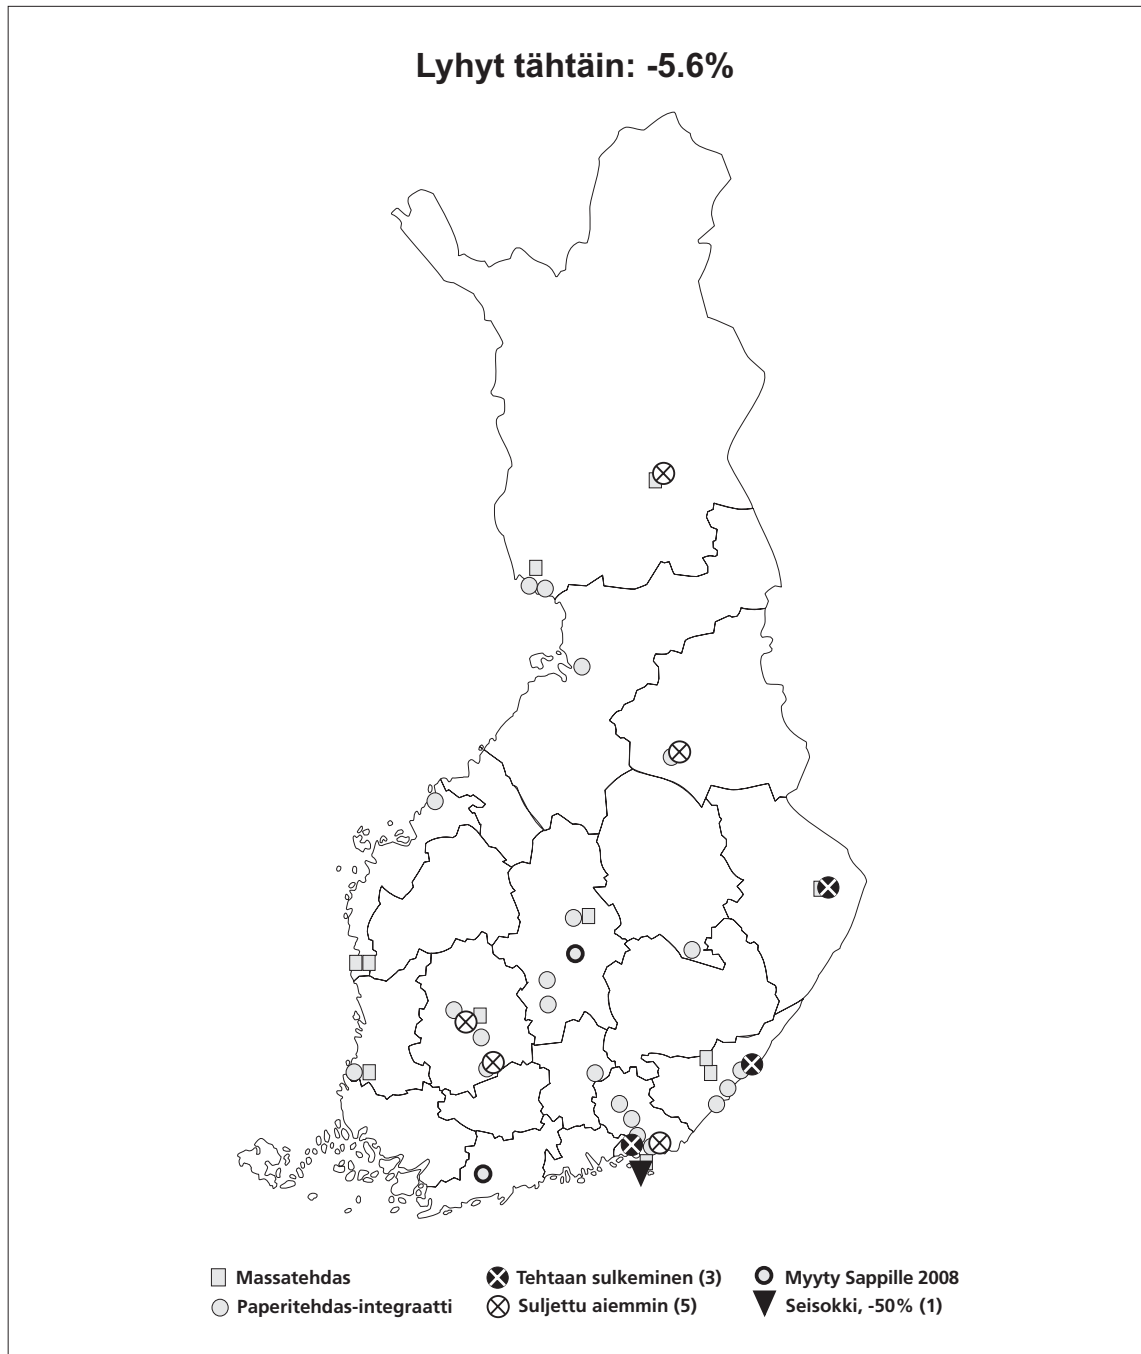 Lyhyt tähtäin: -5.6%
Massatehdas
Paperitehdas-integraatti
Tehtaan sulkeminen (3)
Suljettu aiemmin (5)
Myyty Sappille 2008
Seisokki, -50% (1)